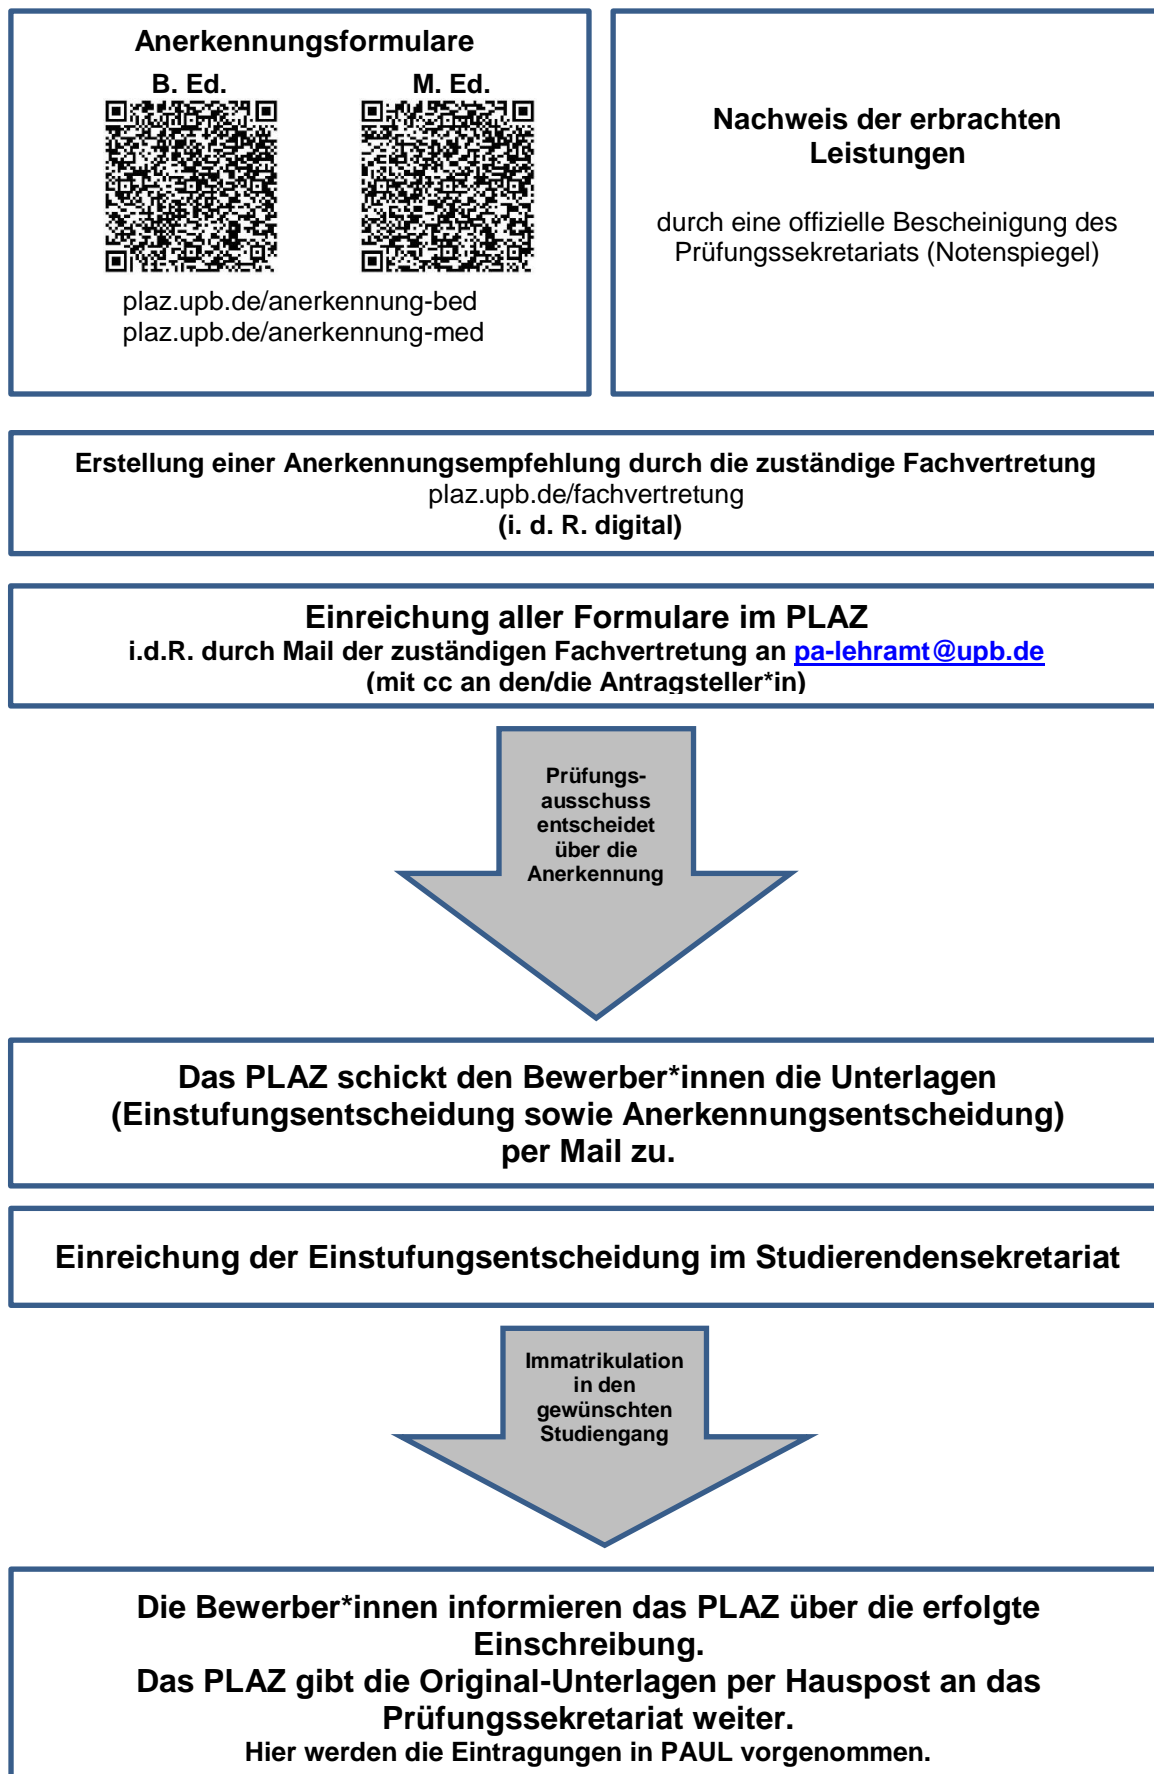 Anerkennungsformulare
B. Ed.
M. Ed.
plaz.upb.de/anerkennung-bed
plaz.upb.de/anerkennung-med
Nachweis der erbrachten
Leistungen
durch eine offizielle Bescheinigung des
Prüfungssekretariats (Notenspiegel)
Erstellung einer Anerkennungsempfehlung durch die zuständige Fachvertretung
plaz.upb.de/fachvertretung
(i. d. R. digital)
Einreichung aller Formulare im PLAZ
i.d.R. durch Mail der zuständigen Fachvertretung an pa-lehramt@upb.de
(mit cc an den/die Antragsteller*in)
Prüfungs-
ausschuss
entscheidet
über die
Anerkennung
Das PLAZ schickt den Bewerber*innen die Unterlagen
(Einstufungsentscheidung sowie Anerkennungsentscheidung)
per Mail zu.
Einreichung der Einstufungsentscheidung im Studierendensekretariat
Immatrikulation
in den
gewünschten
Studiengang
Die Bewerber*innen informieren das PLAZ über die erfolgte
Einschreibung.
Das PLAZ gibt die Original-Unterlagen per Hauspost an das
Prüfungssekretariat weiter.
Hier werden die Eintragungen in PAUL vorgenommen.